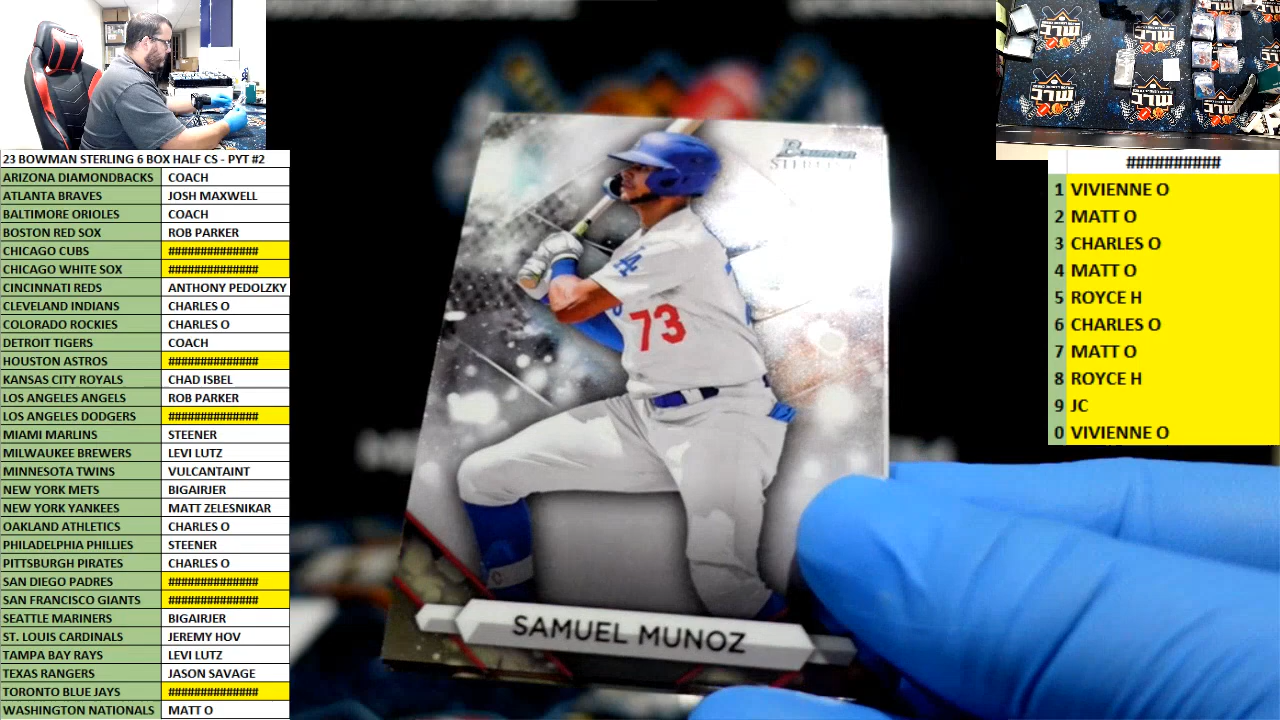 23 BOWMAN STERLING 6 BOX HALF CS - PYT #2
ARIZONA DIAMONDBACKS COACH
ATLANTA BRAVES JOSH MAXWELL
BALTIMORE ORIOLES COACH
BOSTON RED SOX ROB PARKER
CHICAGO CUBS ##############
CHICAGO WHITE SOX ##############
CINCINNATI REDS ANTHONY PEDOLZKY
CLEVELAND INDIANS CHARLES O
COLORADO ROCKIES CHARLES O
DETROIT TIGERS COACH
HOUSTON ASTROS ##############
KANSAS CITY ROYALS CHAD ISBEL
LOS ANGELES ANGELS ROB PARKER
LOS ANGELES DODGERS ##############
MIAMI MARLINS STEENER
MILWAUKEE BREWERS LEVI LUTZ
MINNESOTA TWINS VULCANTAINT
NEW YORK METS BIGAIRJER
NEW YORK YANKEES MATT ZELESNIKAR
OAKLAND ATHLETICS CHARLES O
PHILADELPHIA PHILLIES STEENER
PITTSBURGH PIRATES CHARLES O
SAN DIEGO PADRES ##############
SAN FRANCISCO GIANTS ##############
SEATTLE MARINERS BIGAIRJER
ST. LOUIS CARDINALS JEREMY HOV
TAMPA BAY RAYS LEVI LUTZ
TEXAS RANGERS JASON SAVAGE
TORONTO BLUE JAYS ##############
WASHINGTON NATIONALS MATT O
Bowman
STERLING
LA
73
SAMUEL MUNOZ
##########
1 VIVIENNE O
2 MATT O
3 CHARLES O
4 MATT O
5 ROYCE H
6 CHARLES O
7 MATT O
8 ROYCE H
9 JC
0 VIVIENNE O